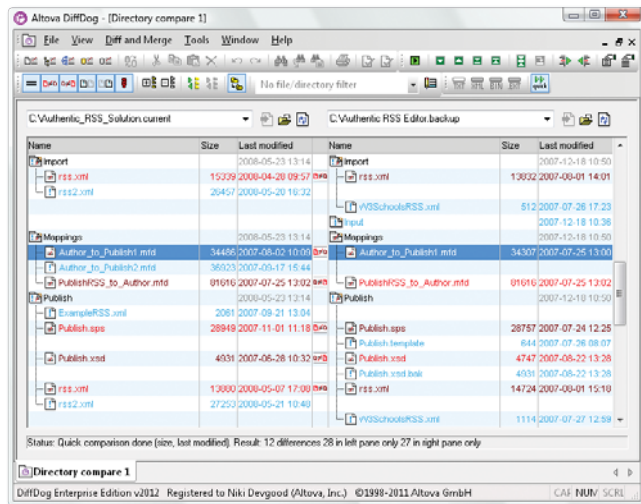 Altova DiffDog - [Directory compare 1]
File View Diff and Merge Tools Window Help
No file/directory filter
quick
C:\Authentic_RSS_Solution.current C:\Authentic RSS Editor.backup
Name Size Last modified Name Size Last modified
Import 2008-05-23 13:14 Import 2007-12-18 10:50
rss.xml 15339 2008-04-28 09:57 rss.xml 13832 2007-08-01 14:01
rss2.xml 26457 2008-05-20 16:32
W3SchoolsRSS.xml 512 2007-07-26 17:23
Input 2007-12-18 10:36
Mappings 2008-05-23 13:14 Mappings 2007-12-18 10:50
Author_to_Publish1.mfd 34486 2007-08-02 10:09 Author_to_Publish1.mfd 34307 2007-07-25 13:00
Author_to_Publish2.mfd 36923 2007-09-17 15:44
PublishRSS_to_Author.mfd 81616 2007-07-25 13:02 PublishRSS_to_Author.mfd 81616 2007-07-25 13:02
Publish 2008-05-23 13:14 Publish 2007-12-18 10:50
ExampleRSS.xml 2061 2007-09-21 13:04
Publish.sps 28949 2007-11-01 11:18 Publish.sps 28757 2007-07-24 12:25
Publish.template 644 2007-07-26 08:07
Publish.xsd 4931 2007-06-28 10:32 Publish.xsd 4747 2007-08-22 13:28
Publish.xsd.bak 4931 2007-08-22 13:28
rss.xml 13880 2008-05-07 17:08 rss.xml 14724 2007-08-01 15:18
rss2.xml 27253 2008-05-21 10:48
W3SchoolsRSS.xml 1114 2007-07-27 12:59
Status: Quick comparison done (size, last modified). Result: 12 differences 28 in left pane only 27 in right pane only
Directory compare 1
DiffDog Enterprise Edition v2012 Registered to Niki Devgood (Altova, Inc.) ©1998-2011 Altova GmbH CAP NUM SCRL